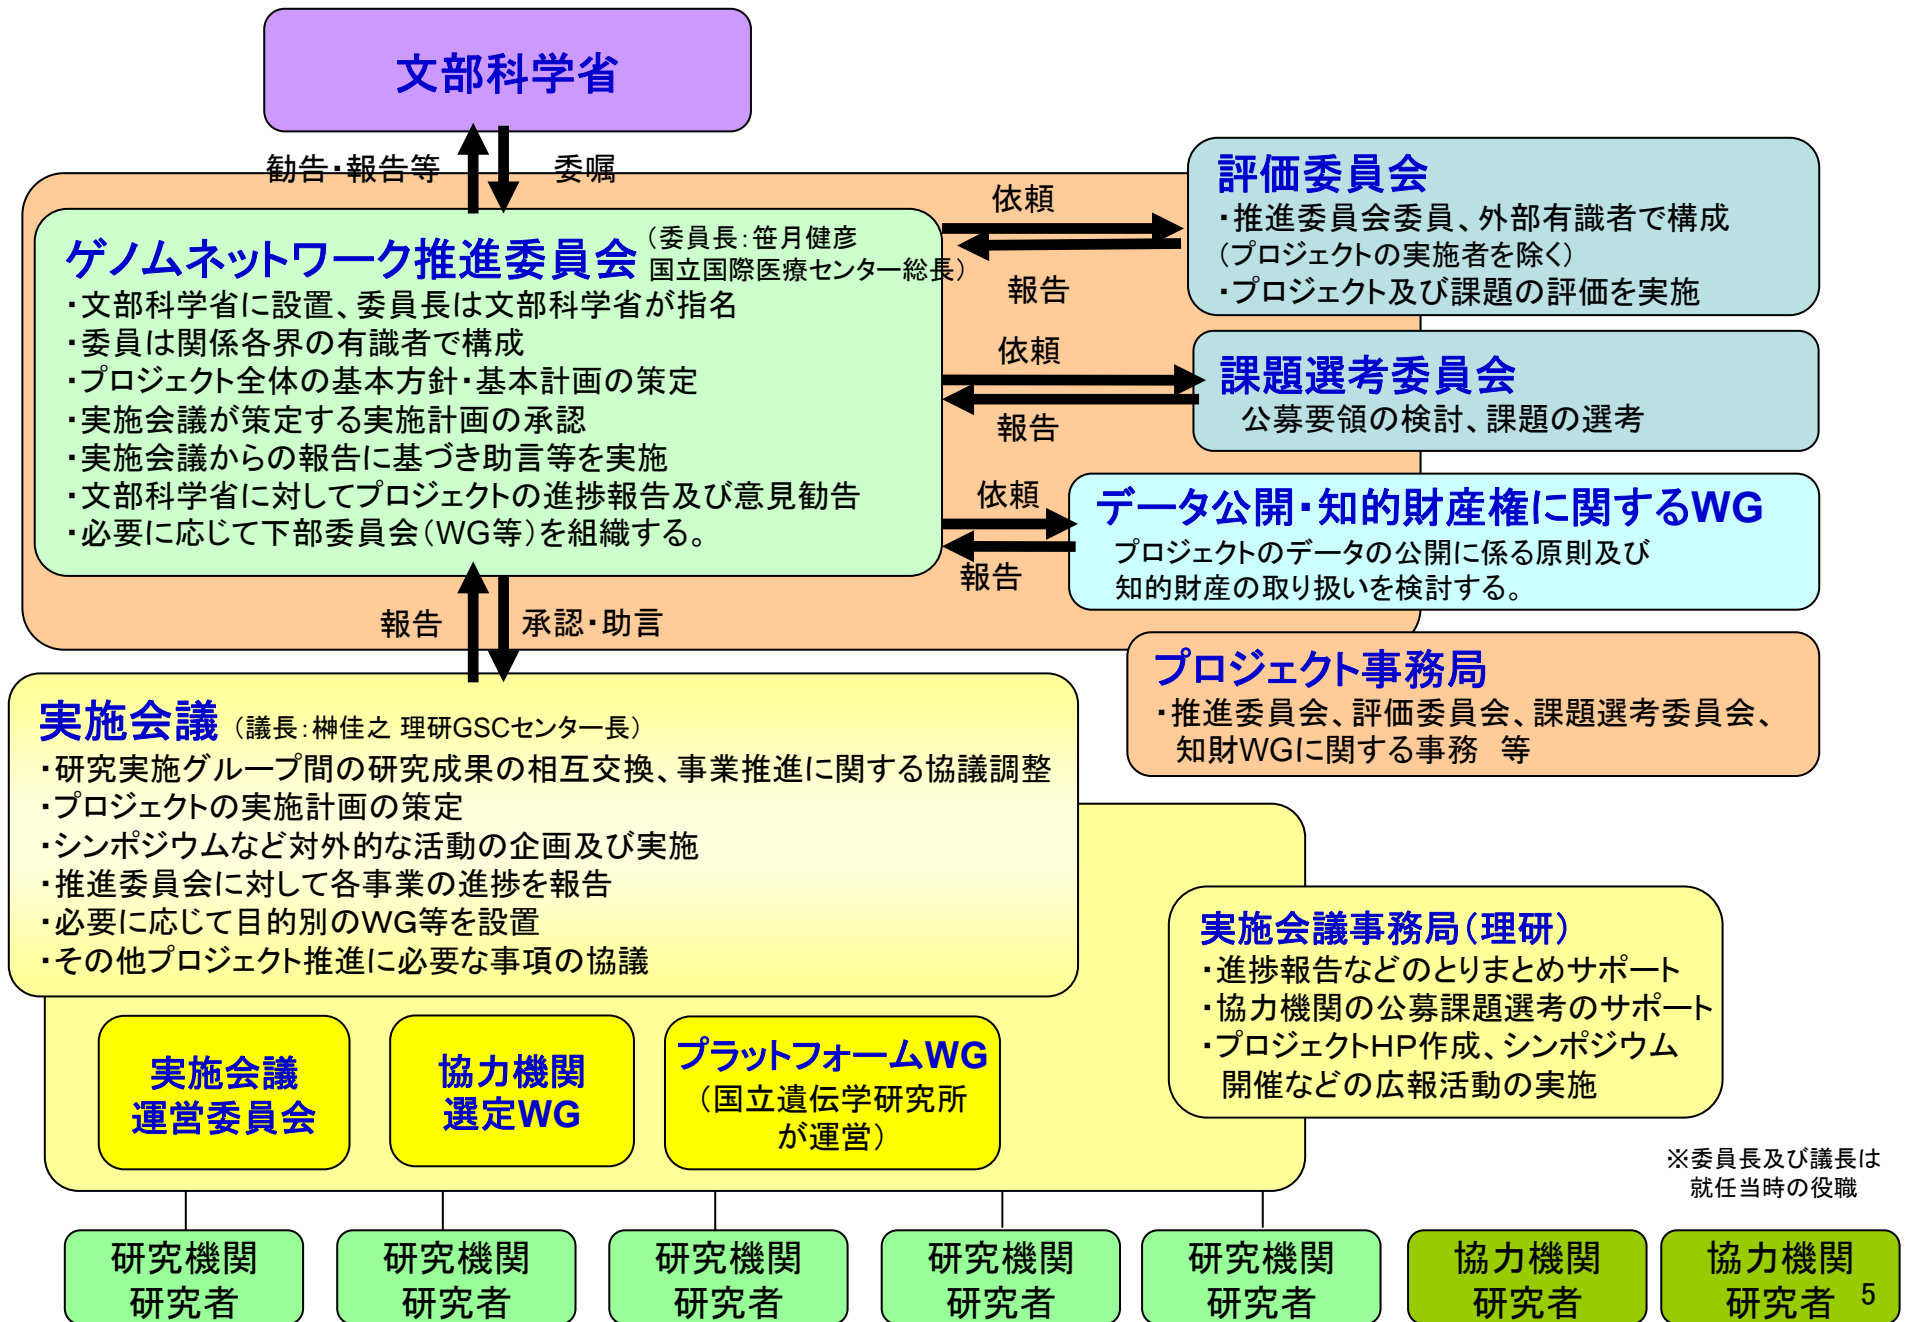 文部科学省
勧告・報告等
委嘱
ゲノムネットワーク推進委員会
（委員長：笹月健彦
国立国際医療センター総長）
・文部科学省に設置、委員長は文部科学省が指名
・委員は関係各界の有識者で構成
・プロジェクト全体の基本方針・基本計画の策定
・実施会議が策定する実施計画の承認
・実施会議からの報告に基づき助言等を実施
・文部科学省に対してプロジェクトの進捗報告及び意見勧告
・必要に応じて下部委員会（WG等）を組織する。
依頼
報告
評価委員会
・推進委員会委員、外部有識者で構成
（プロジェクトの実施者を除く）
・プロジェクト及び課題の評価を実施
依頼
報告
課題選考委員会
公募要領の検討、課題の選考
依頼
報告
データ公開・知的財産権に関するWG
プロジェクトのデータの公開に係る原則及び
知的財産の取り扱いを検討する。
報告
承認・助言
プロジェクト事務局
・推進委員会、評価委員会、課題選考委員会、
知財WGに関する事務　等
実施会議（議長：榊佳之 理研GSCセンター長）
・研究実施グループ間の研究成果の相互交換、事業推進に関する協議調整
・プロジェクトの実施計画の策定
・シンポジウムなど対外的な活動の企画及び実施
・推進委員会に対して各事業の進捗を報告
・必要に応じて目的別のWG等を設置
・その他プロジェクト推進に必要な事項の協議
実施会議事務局（理研）
・進捗報告などのとりまとめサポート
・協力機関の公募課題選考のサポート
・プロジェクトHP作成、シンポジウム
開催などの広報活動の実施
実施会議
運営委員会
協力機関
選定WG
プラットフォームWG
（国立遺伝学研究所
が運営）
※委員長及び議長は
就任当時の役職
研究機関
研究者
研究機関
研究者
研究機関
研究者
研究機関
研究者
研究機関
研究者
協力機関
研究者
協力機関
研究者
5